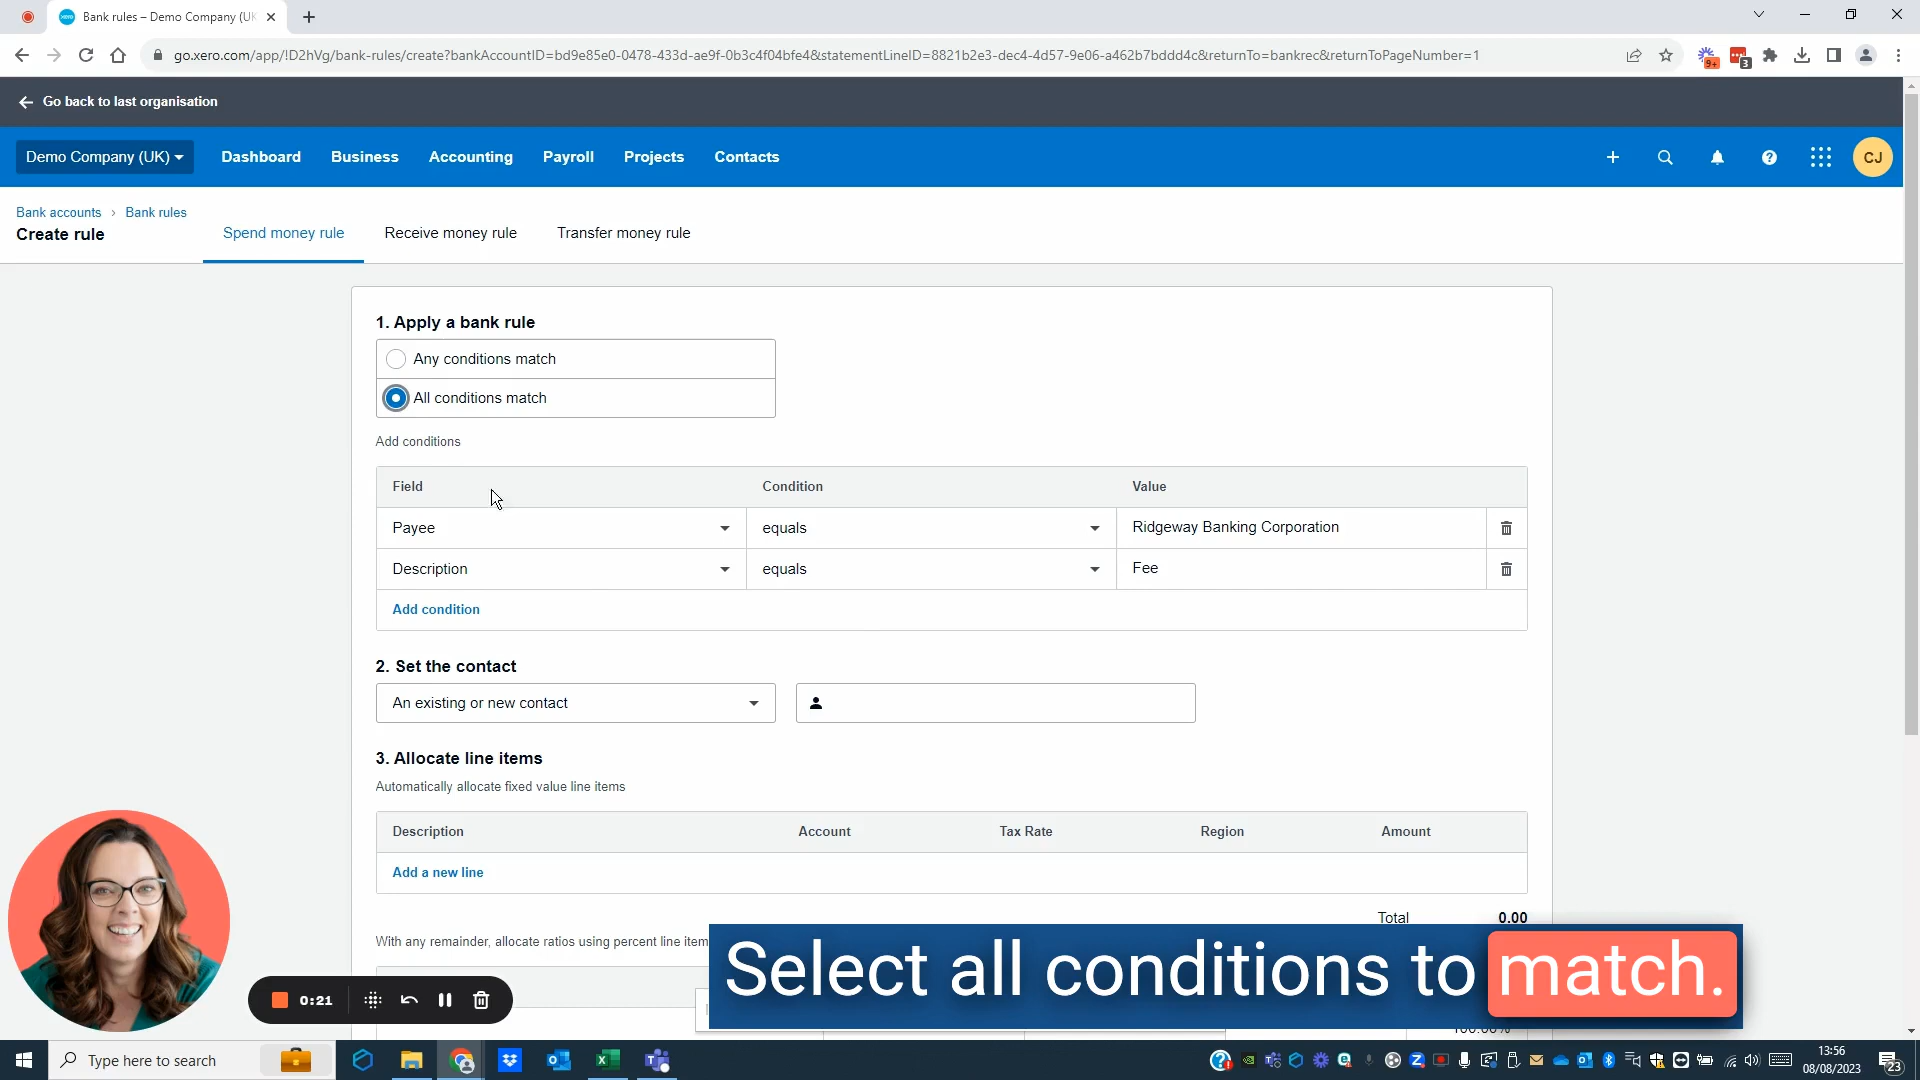 Bank rules – Demo Company (UK
go.xero.com/app/!D2hVg/bank-rules/create?bankAccountID=bd9e85e0-0478-433d-ae9f-0b3c4f04bfe4&statementLineID=8821b2e3-dec4-4d57-9e06-a462b7bddd4c&returnTo=bankrec&returnToPageNumber=1
9+
3
Go back to last organisation
Demo Company (UK)
Dashboard
Business
Accounting
Payroll
Projects
Contacts
CJ
Bank accounts › Bank rules
Create rule
Spend money rule
Receive money rule
Transfer money rule
1. Apply a bank rule
Any conditions match
All conditions match
Add conditions
Field Condition Value
Payee equals Ridgeway Banking Corporation
Description equals Fee
Add condition
2. Set the contact
An existing or new contact
3. Allocate line items
Automatically allocate fixed value line items
Description Account Tax Rate Region Amount
Add a new line
Total 0.00
With any remainder, allocate ratios using percent line item
Select all conditions to match.
0:21
100.00%
Type here to search
13:56
08/08/2023
23